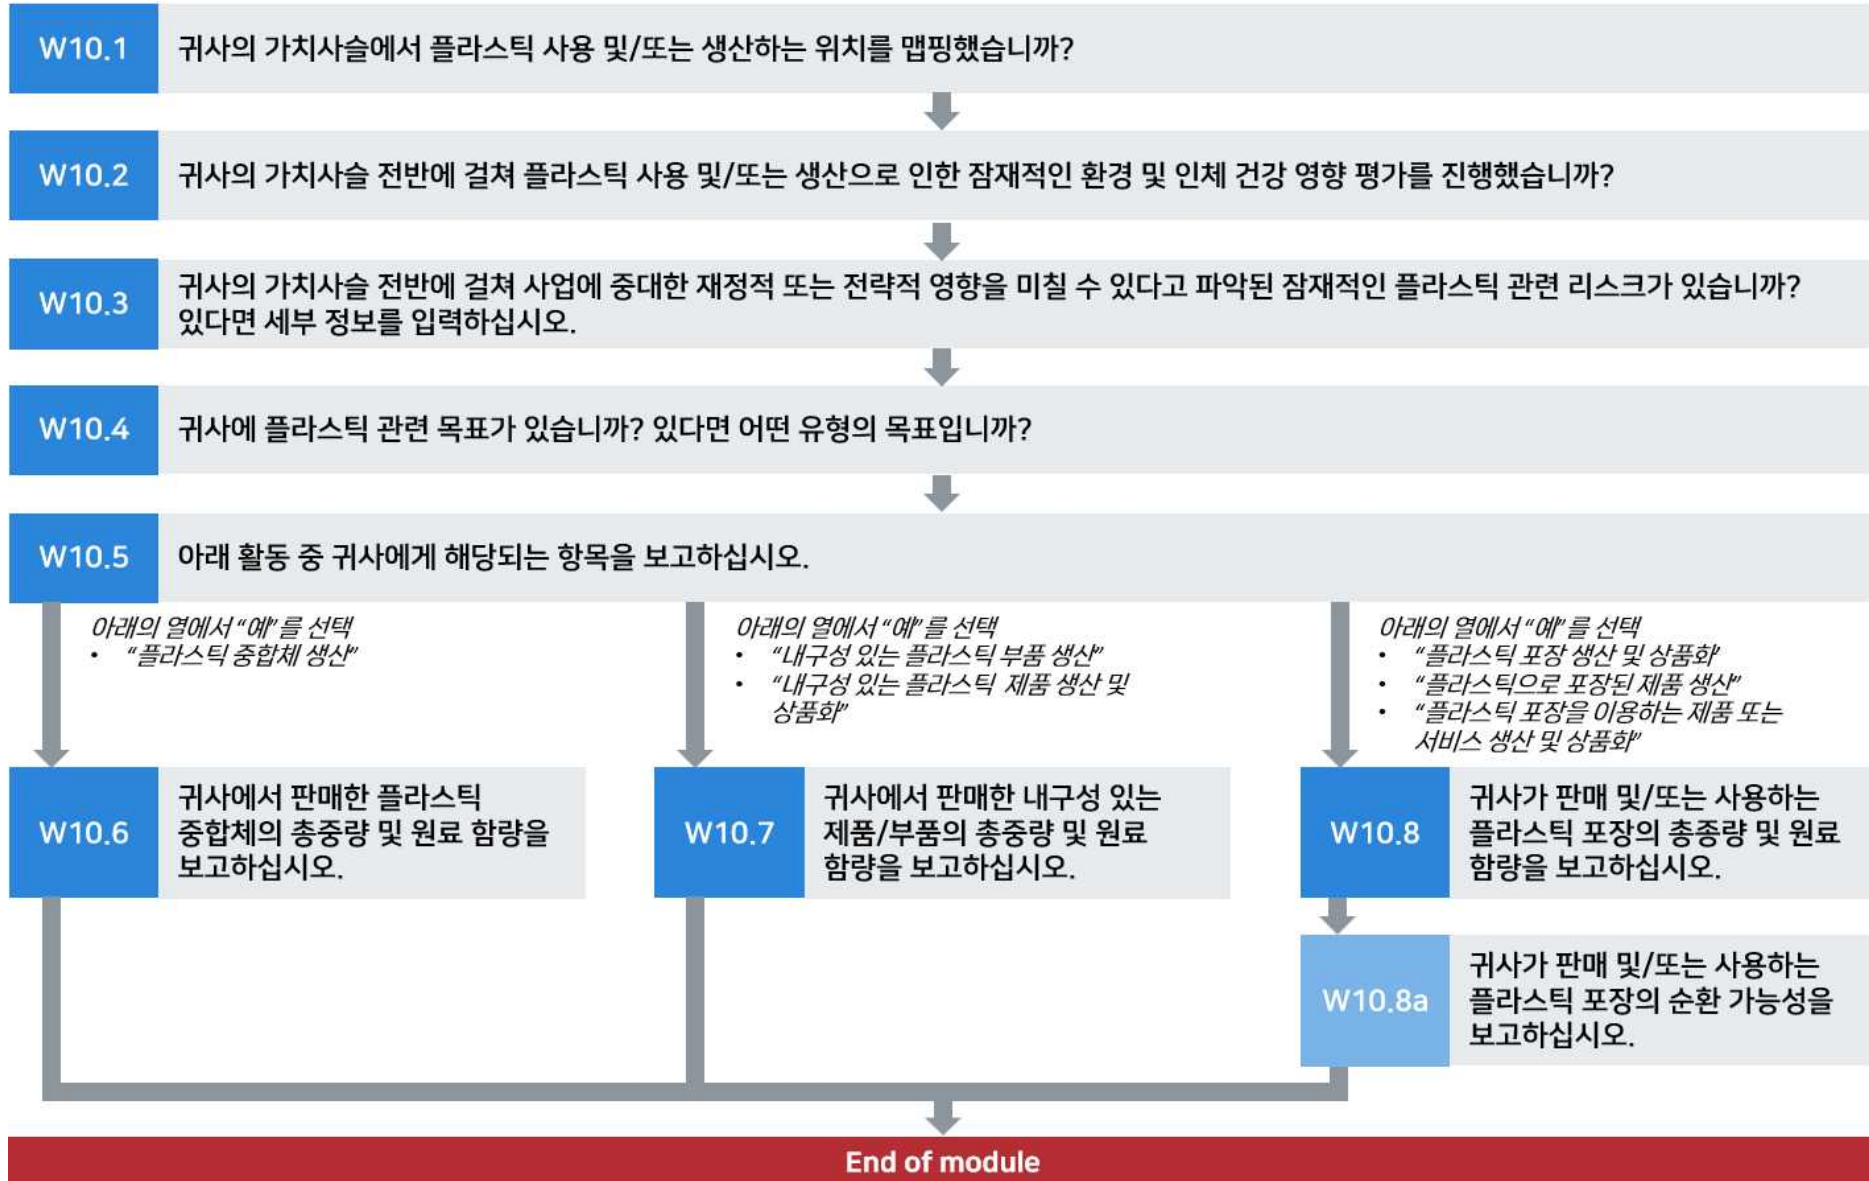 W10.1
귀사의 가치사슬에서 플라스틱 사용 및/또는 생산하는 위치를 맵핑했습니까?
W10.2
귀사의 가치사슬 전반에 걸쳐 플라스틱 사용 및/또는 생산으로 인한 잠재적인 환경 및 인체 건강 영향 평가를 진행했습니까?
W10.3
귀사의 가치사슬 전반에 걸쳐 사업에 중대한 재정적 또는 전략적 영향을 미칠 수 있다고 파악된 잠재적인 플라스틱 관련 리스크가 있습니까?
있다면 세부 정보를 입력하십시오.
W10.4
귀사에 플라스틱 관련 목표가 있습니까? 있다면 어떤 유형의 목표입니까?
W10.5
아래 활동 중 귀사에게 해당되는 항목을 보고하십시오.
아래의 열에서 “예”를 선택
• “플라스틱 중합체 생산”
아래의 열에서 “예”를 선택
• “내구성 있는 플라스틱 부품 생산”
• “내구성 있는 플라스틱 제품 생산 및
상품화”
아래의 열에서 “예”를 선택
• “플라스틱 포장 생산 및 상품화’
• “플라스틱으로 포장된 제품 생산”
• “플라스틱 포장을 이용하는 제품 또는
서비스 생산 및 상품화”
W10.6
귀사에서 판매한 플라스틱
중합체의 총중량 및 원료 함량을
보고하십시오.
W10.7
귀사에서 판매한 내구성 있는
제품/부품의 총중량 및 원료
함량을 보고하십시오.
W10.8
귀사가 판매 및/또는 사용하는
플라스틱 포장의 총종량 및 원료
함량을 보고하십시오.
W10.8a
귀사가 판매 및/또는 사용하는
플라스틱 포장의 순환 가능성을
보고하십시오.
End of module